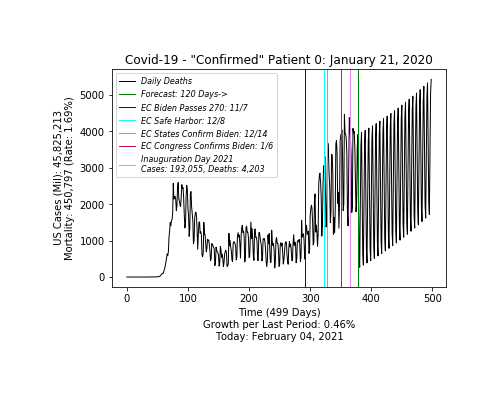 Covid-19 - "Confirmed" Patient 0: January 21, 2020
Daily Deaths
Forecast: 120 Days->
EC Biden Passes 270: 11/7
EC Safe Harbor: 12/8
EC States Confirm Biden: 12/14
EC Congress Confirms Biden: 1/6
Inauguration Day 2021
Cases: 193,055, Deaths: 4,203
US Cases (Mil): 45,825,213
Mortality: 450,797 (Rate: 1.69%)
5000
4000
3000
2000
1000
0
0 100 200 300 400 500
Time (499 Days)
Growth per Last Period: 0.46%
Today: February 04, 2021